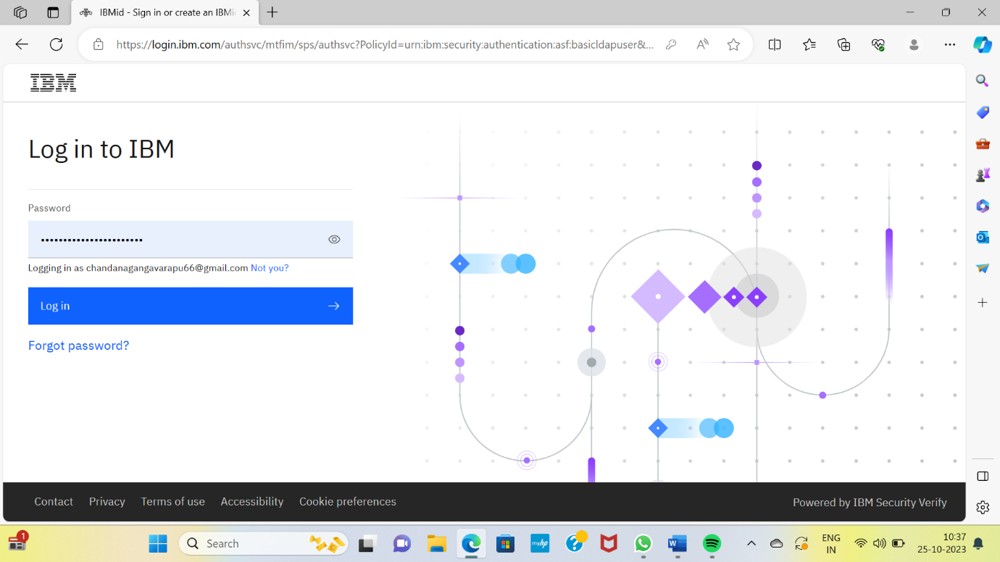 IBMid - Sign in or create an IBMi
https://login.ibm.com/authsvc/mtfim/sps/authsvc?PolicyId=urn:ibm:security:authentication:asf:basicldapuser&...
IBM
Log in to IBM
Password
Logging in as chandanagangavarapu66@gmail.com Not you?
Log in
Forgot password?
Contact Privacy Terms of use Accessibility Cookie preferences
Powered by IBM Security Verify
1
Search
myhp
ENG
IN
10:37
25-10-2023